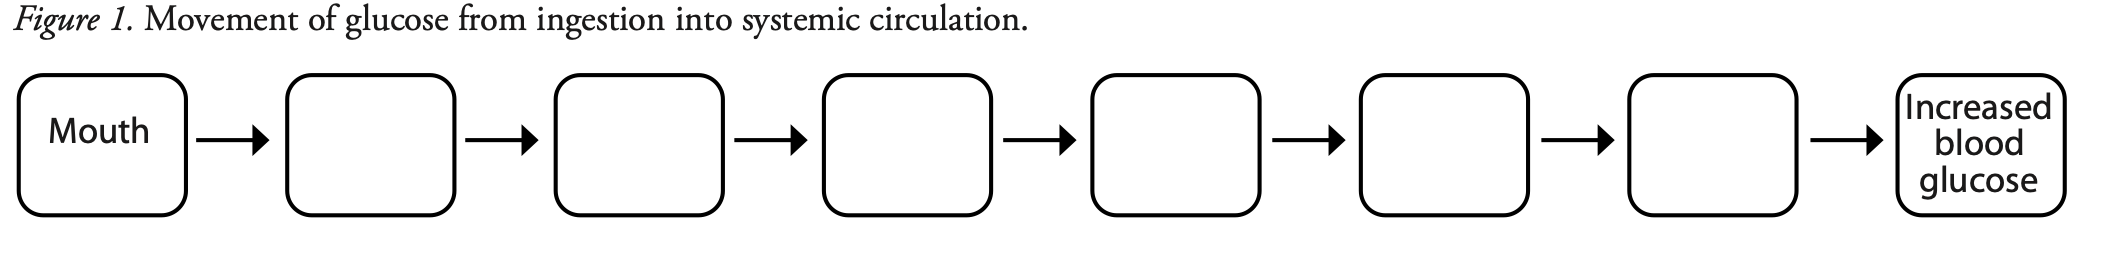 Figure 1. Movement of glucose from ingestion into systemic circulation.
Mouth
Increased
blood
glucose